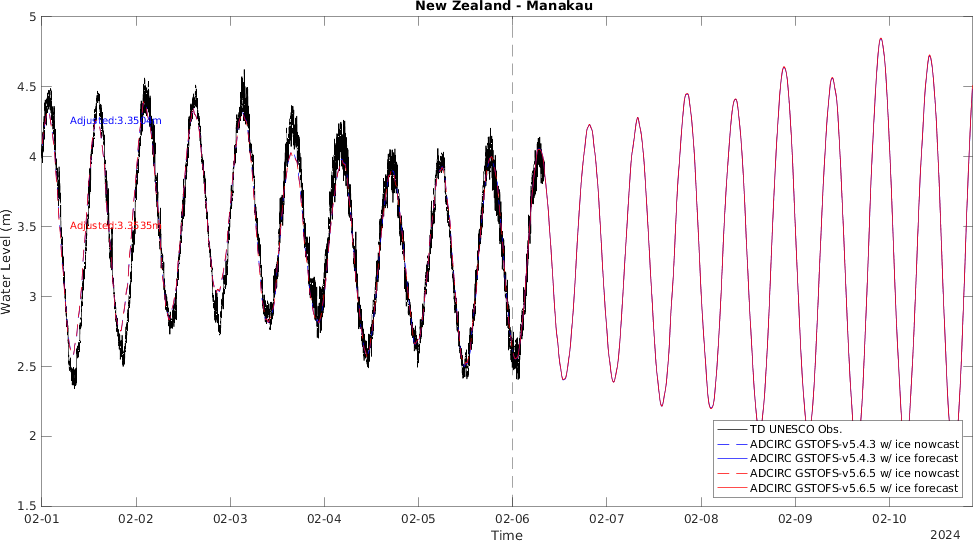 New Zealand - Manakau
5
4.5
4
3.5
3
2.5
2
1.5
Water Level (m)
Adjusted:3.3504m
Adjusted:3.3535m
TD UNESCO Obs.
ADCIRC GSTOFS-v5.4.3 w/ ice nowcast
ADCIRC GSTOFS-v5.4.3 w/ ice forecast
ADCIRC GSTOFS-v5.6.5 w/ ice nowcast
ADCIRC GSTOFS-v5.6.5 w/ ice forecast
02-01 02-02 02-03 02-04 02-05 02-06 02-07 02-08 02-09 02-10
Time
2024